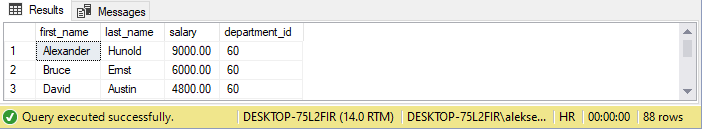 Results Messages
first_name last_name salary department_id
1 Alexander Hunold 9000.00 60
2 Bruce Ernst 6000.00 60
3 David Austin 4800.00 60
Query executed successfully. DESKTOP-75L2FIR (14.0 RTM) DESKTOP-75L2FIR\alekse... HR 00:00:00 88 rows